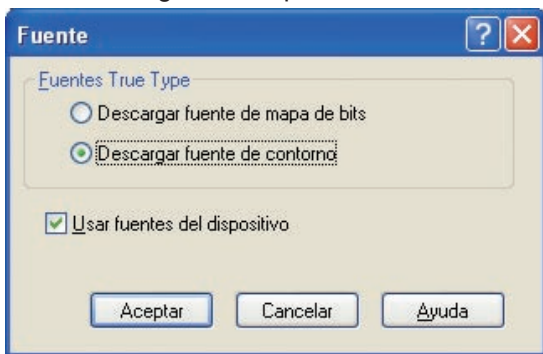 Fuente
Fuentes True Type
Descargar fuente de mapa de bits
Descargar fuente de contorno
Usar fuentes del dispositivo
Aceptar Cancelar Ayuda